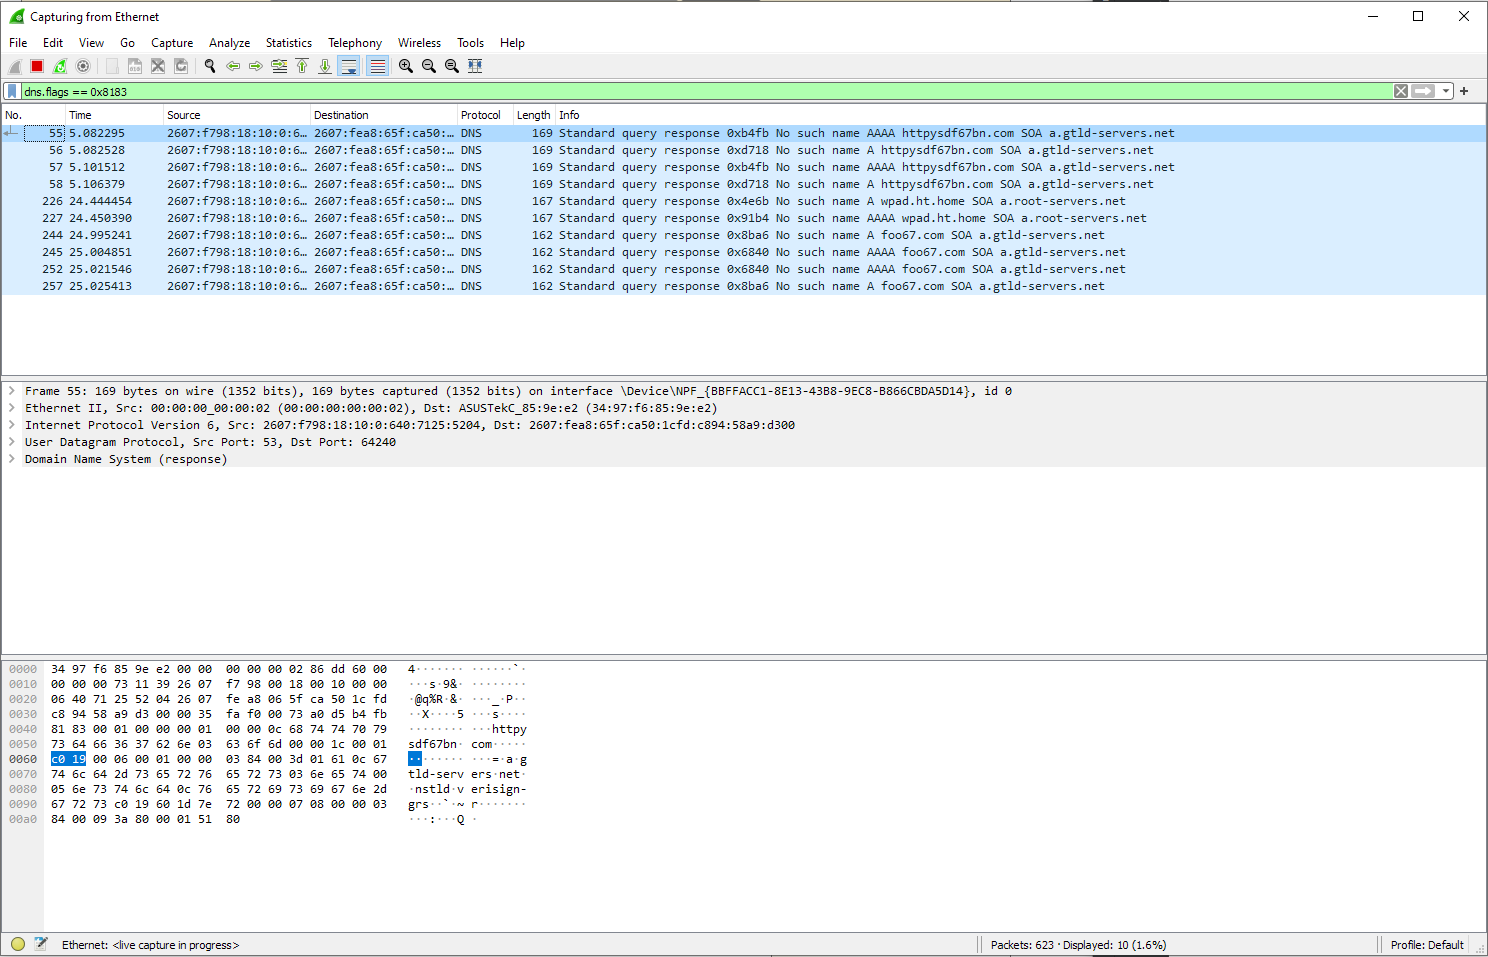 Capturing from Ethernet
File Edit View Go Capture Analyze Statistics Telephony Wireless Tools Help
dns.flags == 0x8183
No. Time Source Destination Protocol Length Info
55 5.082295 2607:f798:18:10:0:6… 2607:fea8:65f:ca50:… DNS 169 Standard query response 0xb4fb No such name AAAA httpysdf67bn.com SOA a.gtld-servers.net
56 5.082528 2607:f798:18:10:0:6… 2607:fea8:65f:ca50:… DNS 169 Standard query response 0xd718 No such name A httpysdf67bn.com SOA a.gtld-servers.net
57 5.101512 2607:f798:18:10:0:6… 2607:fea8:65f:ca50:… DNS 169 Standard query response 0xb4fb No such name AAAA httpysdf67bn.com SOA a.gtld-servers.net
58 5.106379 2607:f798:18:10:0:6… 2607:fea8:65f:ca50:… DNS 169 Standard query response 0xd718 No such name A httpysdf67bn.com SOA a.gtld-servers.net
226 24.444454 2607:f798:18:10:0:6… 2607:fea8:65f:ca50:… DNS 167 Standard query response 0x4e6b No such name A wpad.ht.home SOA a.root-servers.net
227 24.450390 2607:f798:18:10:0:6… 2607:fea8:65f:ca50:… DNS 167 Standard query response 0x91b4 No such name AAAA wpad.ht.home SOA a.root-servers.net
244 24.995241 2607:f798:18:10:0:6… 2607:fea8:65f:ca50:… DNS 162 Standard query response 0x8ba6 No such name A foo67.com SOA a.gtld-servers.net
245 25.004851 2607:f798:18:10:0:6… 2607:fea8:65f:ca50:… DNS 162 Standard query response 0x6840 No such name AAAA foo67.com SOA a.gtld-servers.net
252 25.021546 2607:f798:18:10:0:6… 2607:fea8:65f:ca50:… DNS 162 Standard query response 0x6840 No such name AAAA foo67.com SOA a.gtld-servers.net
257 25.025413 2607:f798:18:10:0:6… 2607:fea8:65f:ca50:… DNS 162 Standard query response 0x8ba6 No such name A foo67.com SOA a.gtld-servers.net
Frame 55: 169 bytes on wire (1352 bits), 169 bytes captured (1352 bits) on interface \Device\NPF_{BBFFACC1-8E13-43B8-9EC8-B866CBDA5D14}, id 0
Ethernet II, Src: 00:00:00_00:00:02 (00:00:00:00:00:02), Dst: ASUSTekC_85:9e:e2 (34:97:f6:85:9e:e2)
Internet Protocol Version 6, Src: 2607:f798:18:10:0:640:7125:5204, Dst: 2607:fea8:65f:ca50:1cfd:c894:58a9:d300
User Datagram Protocol, Src Port: 53, Dst Port: 64240
Domain Name System (response)
0000 34 97 f6 85 9e e2 00 00 00 00 00 02 86 dd 60 00 4······· ······`·
0010 00 00 00 73 11 39 26 07 f7 98 00 18 00 10 00 00 ···s·9&· ········
0020 06 40 71 25 52 04 26 07 fe a8 06 5f ca 50 1c fd ·@q%R·&· ···_·P··
0030 c8 94 58 a9 d3 00 00 35 fa f0 00 73 a0 d5 b4 fb ··X····5 ···s····
0040 81 83 00 01 00 00 00 01 00 00 0c 68 74 74 70 79 ········ ···httpy
0050 73 64 66 36 37 62 6e 03 63 6f 6d 00 00 1c 00 01 sdf67bn· com·····
0060 c0 19 00 06 00 01 00 00 03 84 00 3d 01 61 0c 67 ········ ···=·a·g
0070 74 6c 64 2d 73 65 72 76 65 72 73 03 6e 65 74 00 tld-serv ers·net·
0080 05 6e 73 74 6c 64 0c 76 65 72 69 73 69 67 6e 2d ·nstld·v erisign-
0090 67 72 73 c0 19 60 1d 7e 72 00 00 07 08 00 00 03 grs··`·~ r·······
00a0 84 00 09 3a 80 00 01 51 80 ···:···Q ·
Ethernet: <live capture in progress> Packets: 623 · Displayed: 10 (1.6%) Profile: Default